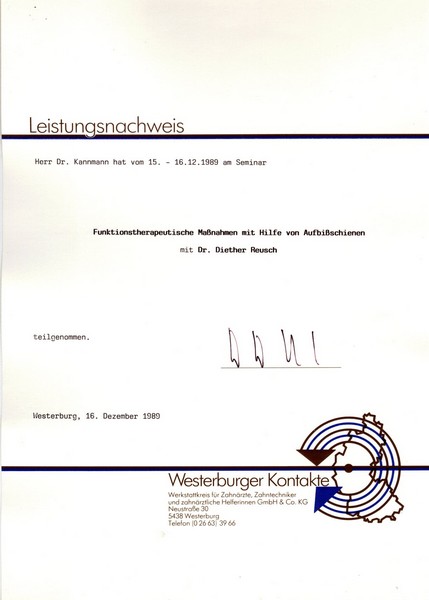 Leistungsnachweis
Herr Dr. Kannmann hat vom 15. - 16.12.1989 am Seminar
Funktionstherapeutische Maßnahmen mit Hilfe von Aufbißschienen
mit Dr. Diether Reusch
teilgenommen.
Westerburg, 16. Dezember 1989
Westerburger Kontakte
Werkstattkreis für Zahnärzte, Zahntechniker
und zahnärztliche Helferinnen GmbH & Co. KG
Neustraße 30
5438 Westerburg
Telefon (0 26 63) 39 66